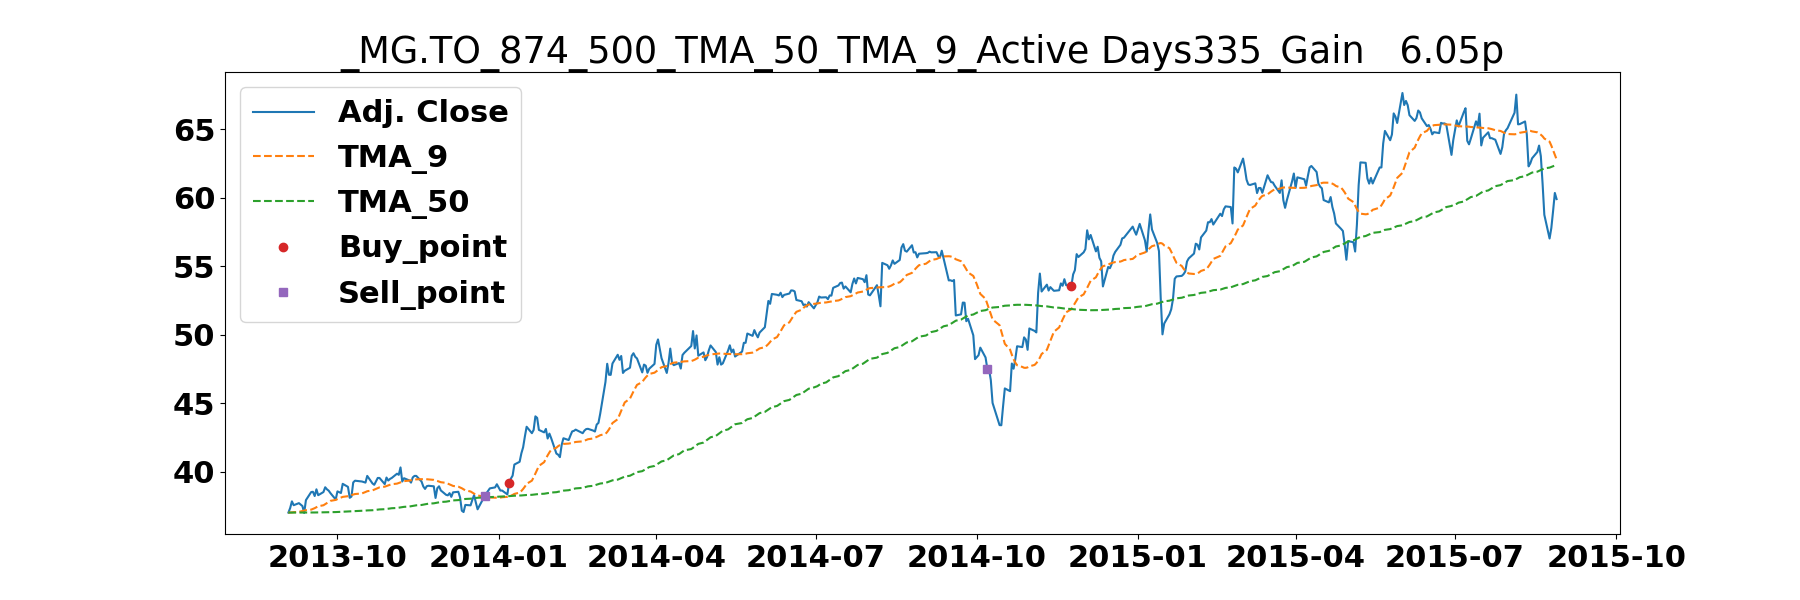 _MG.TO_874_500_TMA_50_TMA_9_Active Days335_Gain   6.05p
Adj. Close
TMA_9
TMA_50
Buy_point
Sell_point
65
60
55
50
45
40
2013-10 2014-01 2014-04 2014-07 2014-10 2015-01 2015-04 2015-07 2015-10